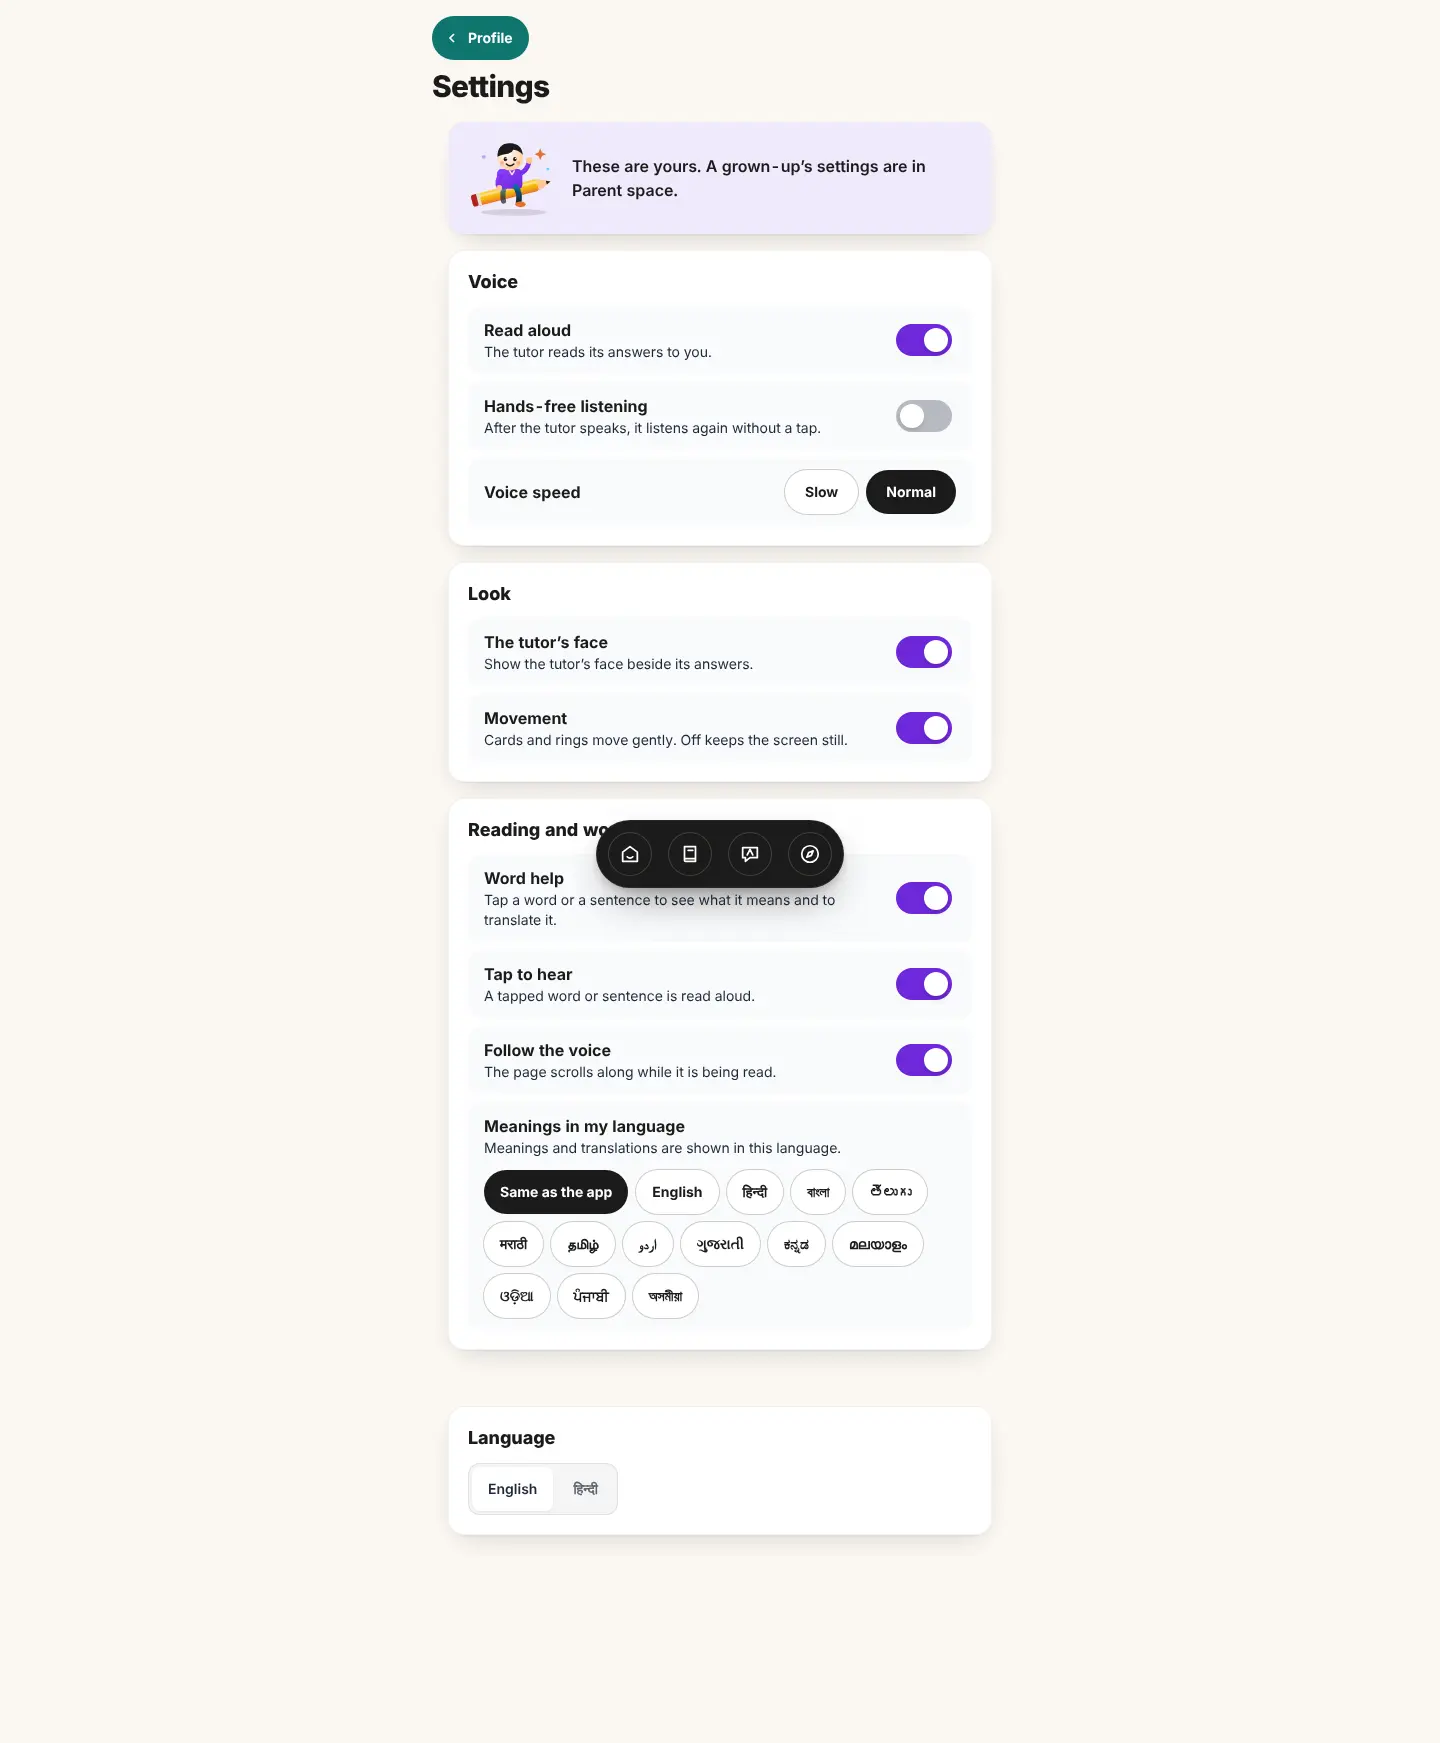 Profile
Settings
These are yours. A grown-up’s settings are in
Parent space.
Voice
Read aloud
The tutor reads its answers to you.
Hands-free listening
After the tutor speaks, it listens again without a tap.
Voice speed
Slow
Normal
Look
The tutor’s face
Show the tutor’s face beside its answers.
Movement
Cards and rings move gently. Off keeps the screen still.
Reading and
Word help
Tap a word or a sentence to see what it means and to
translate it.
Tap to hear
A tapped word or sentence is read aloud.
Follow the voice
The page scrolls along while it is being read.
Meanings in my language
Meanings and translations are shown in this language.
Same as the app English हिन्दी বাংলা తెలుగు
मराठी தமிழ் اردو ગુજરાતી ಕನ್ನಡ മലയാളം
ଓଡ଼ିଆ ਪੰਜਾਬੀ অসমীয়া
Language
English हिन्दी